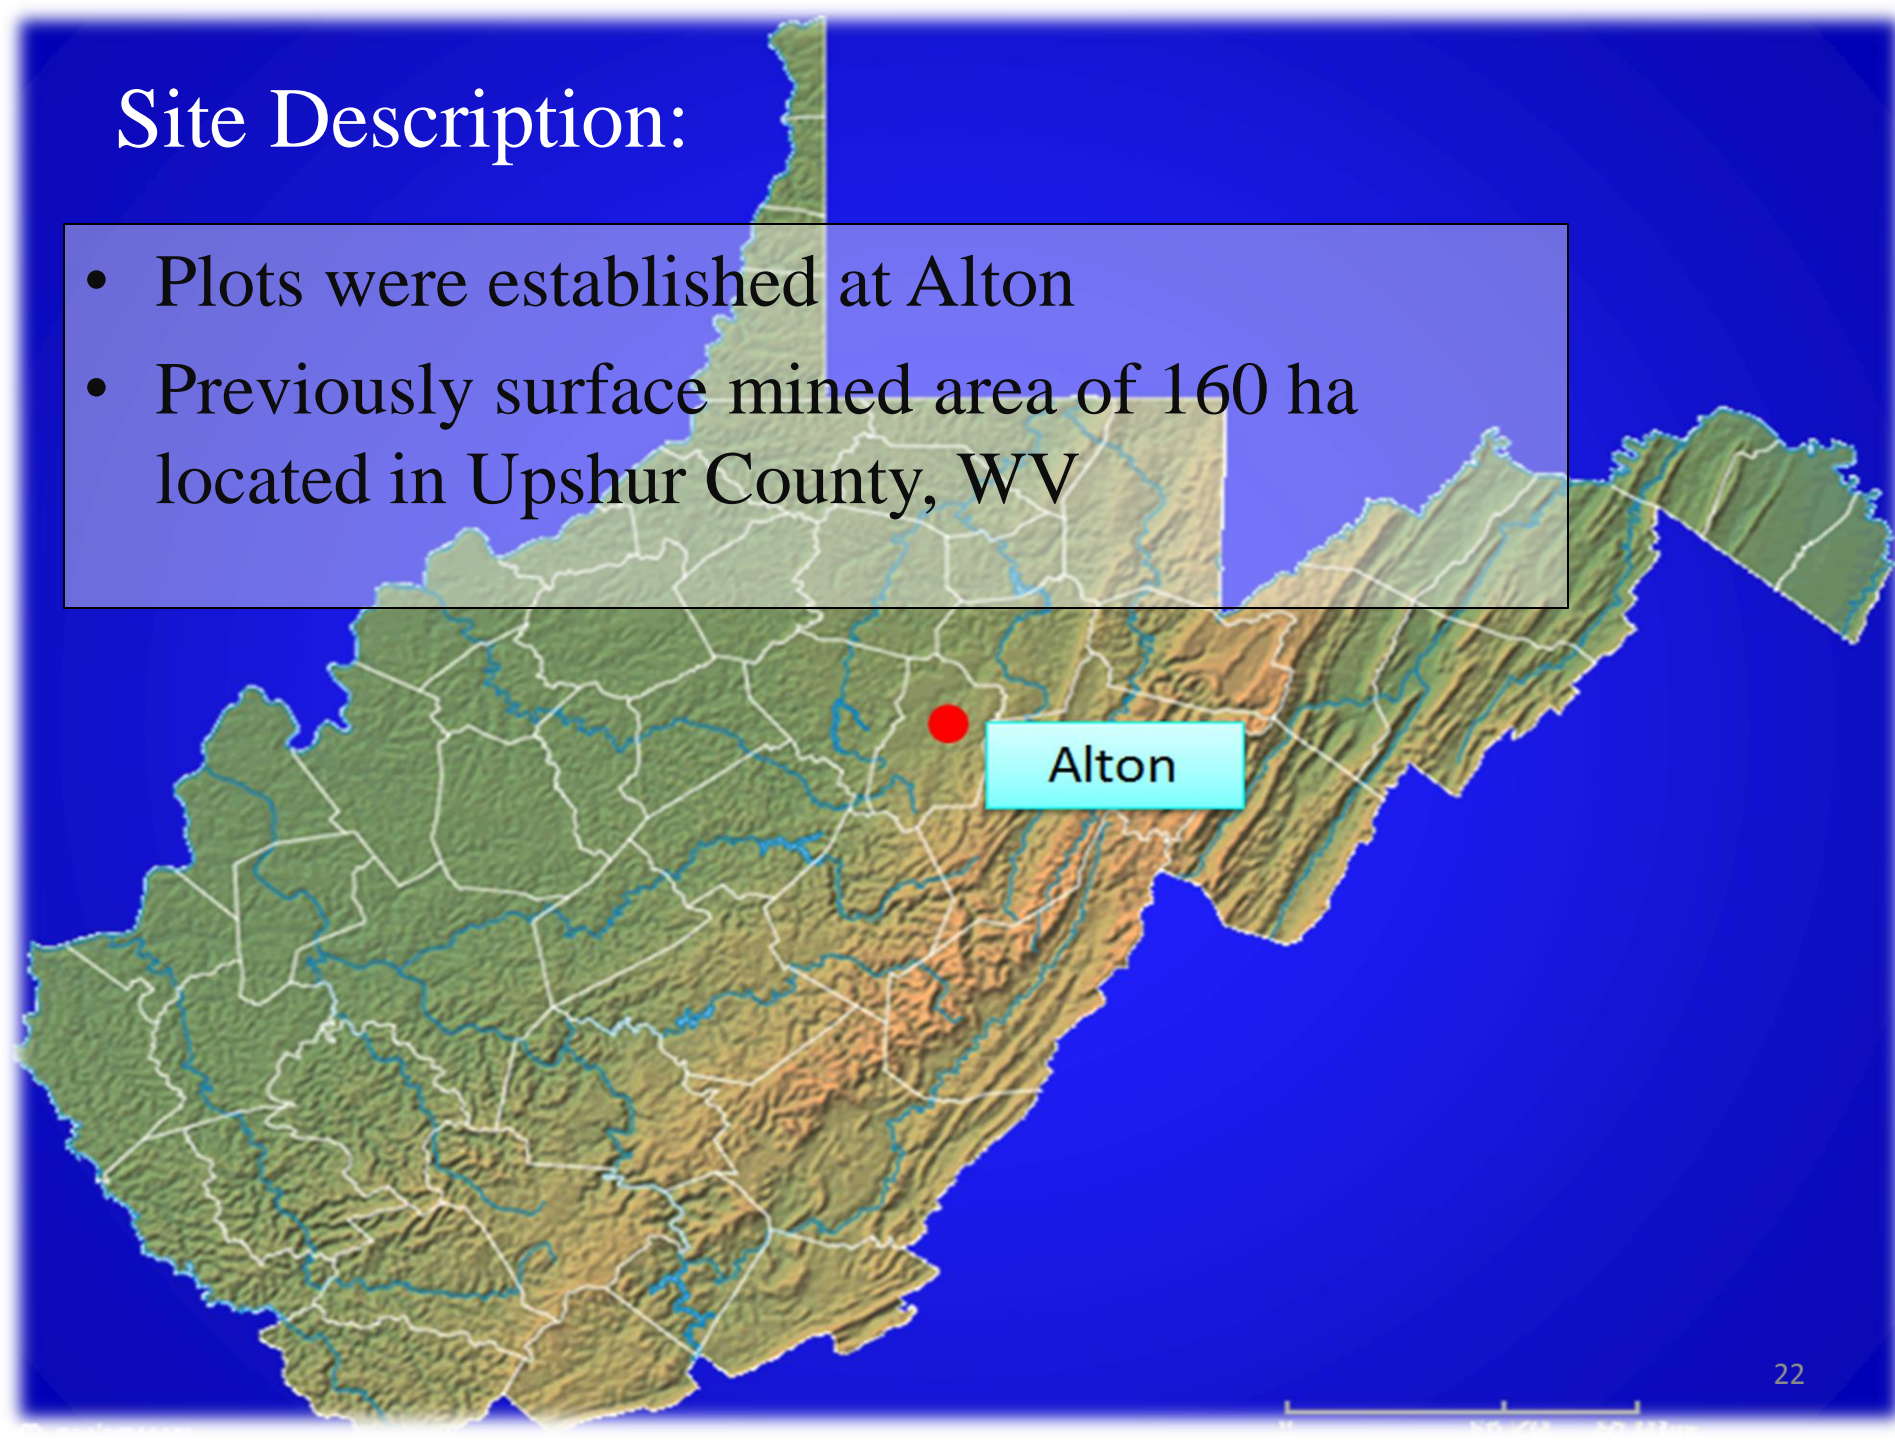 Site Description:
• Plots were established at Alton
• Previously surface mined area of 160 ha
located in Upshur County, WV
Alton
22